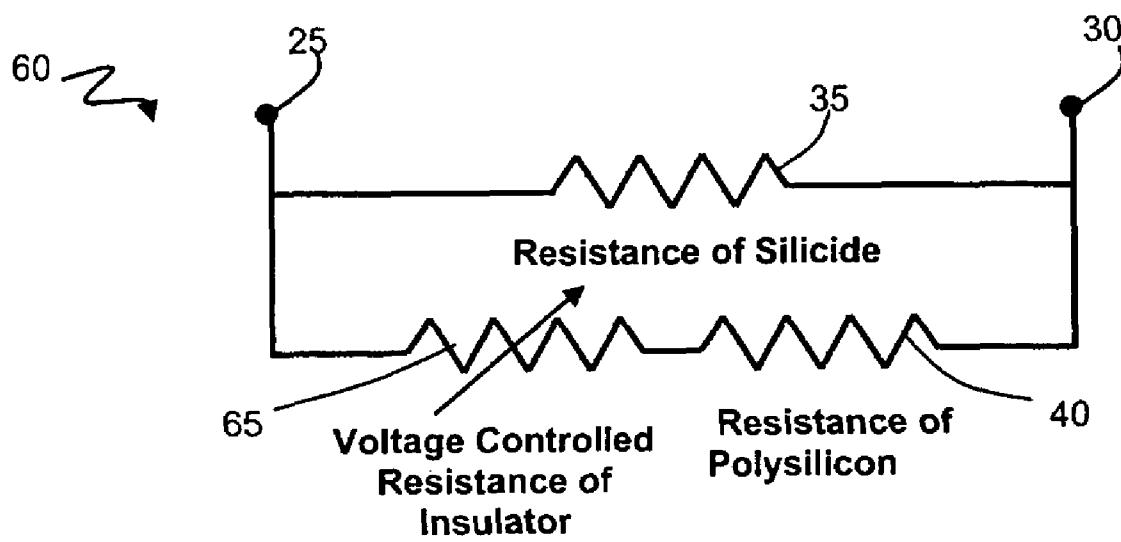 60
25
30
35
Resistance of Silicide
65
40
Voltage Controlled
Resistance of
Insulator
Resistance of
Polysilicon